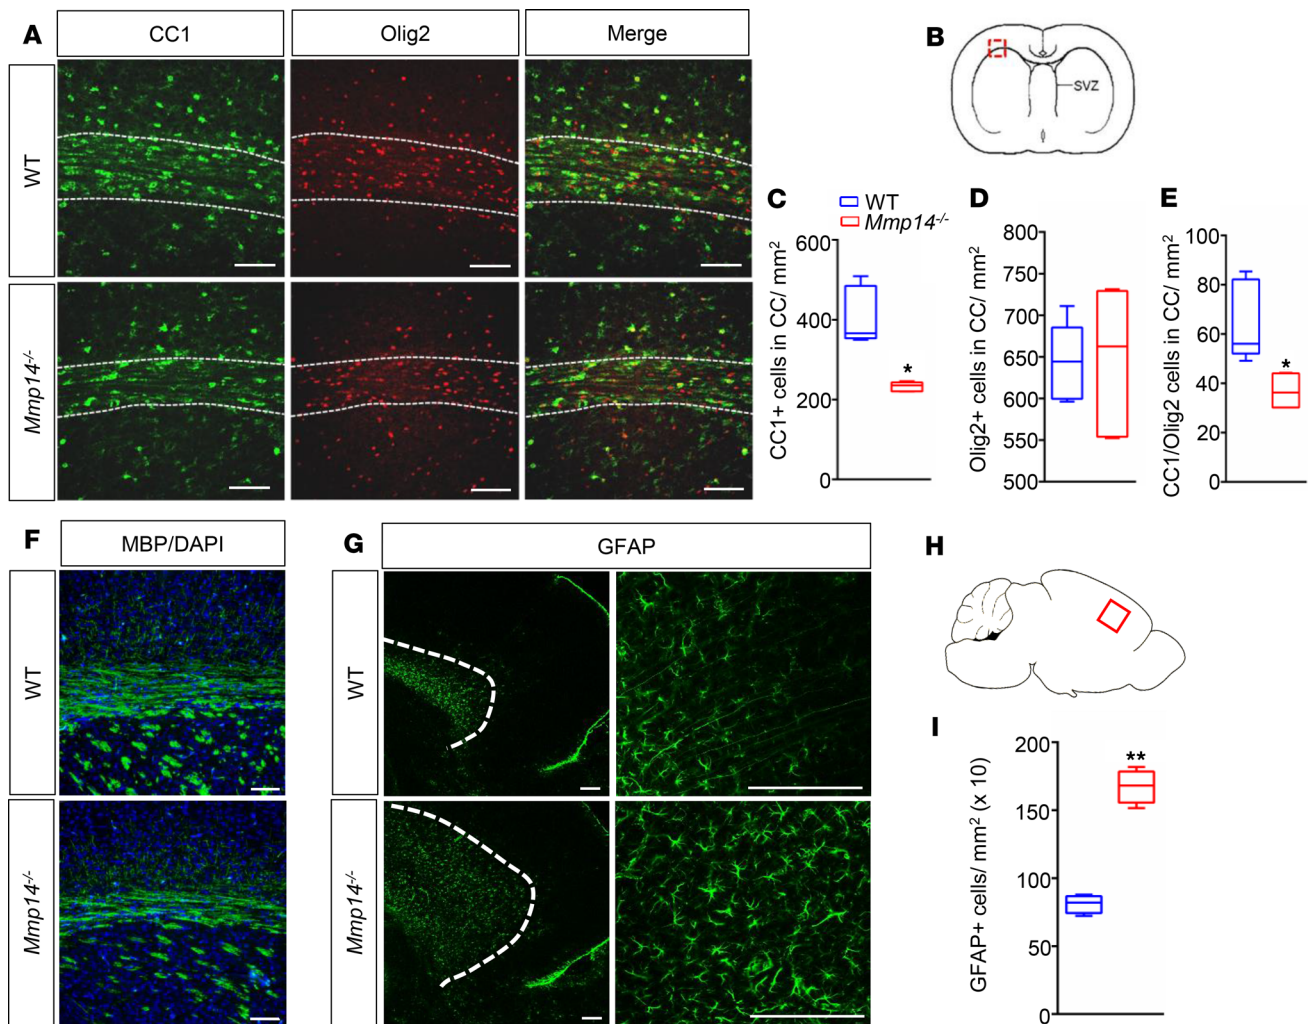 A
CC1
Olig2
Merge
WT
Mmp14-/-
B
SVZ
C
WT
Mmp14-/-
CC1+ cells in CC/ mm2
600
400
200
0
*
D
Olig2+ cells in CC/ mm2
800
750
700
650
600
550
500
E
CC1/Olig2 cells in CC/ mm2
100
80
60
40
20
0
*
F
MBP/DAPI
WT
Mmp14-/-
G
GFAP
WT
Mmp14-/-
H
I
GFAP+ cells/ mm2 (x 10)
200
150
100
50
0
**